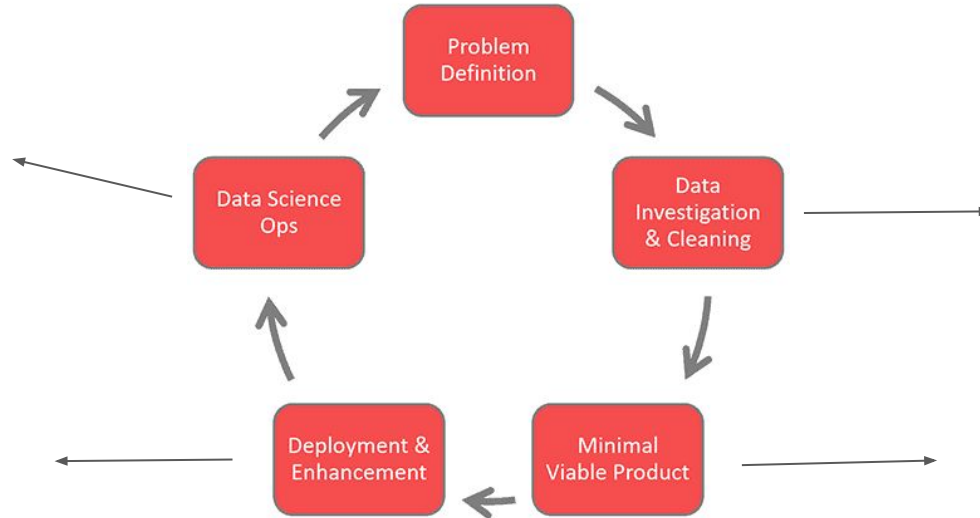 Problem
Definition
Data
Investigation
& Cleaning
Minimal
Viable Product
Deployment &
Enhancement
Data Science
Ops